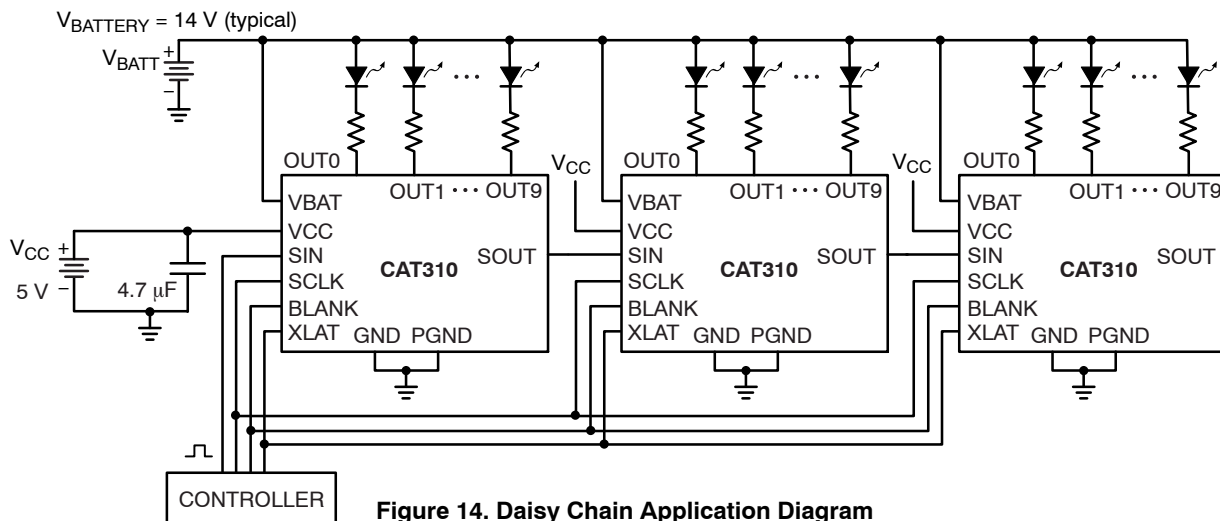 V_BATTERY = 14 V (typical)
V_BATT
+
−
···
···
···
OUT0
OUT1 ··· OUT9
VBAT
VCC
SIN
SCLK
BLANK
XLAT
CAT310
SOUT
GND PGND
V_CC
OUT0
OUT1 ··· OUT9
VBAT
VCC
SIN
SCLK
BLANK
XLAT
CAT310
SOUT
GND PGND
V_CC
OUT0
OUT1 ··· OUT9
VBAT
VCC
SIN
SCLK
BLANK
XLAT
CAT310
SOUT
GND PGND
V_CC
+
5 V
−
4.7 μF
CONTROLLER
Figure 14. Daisy Chain Application Diagram